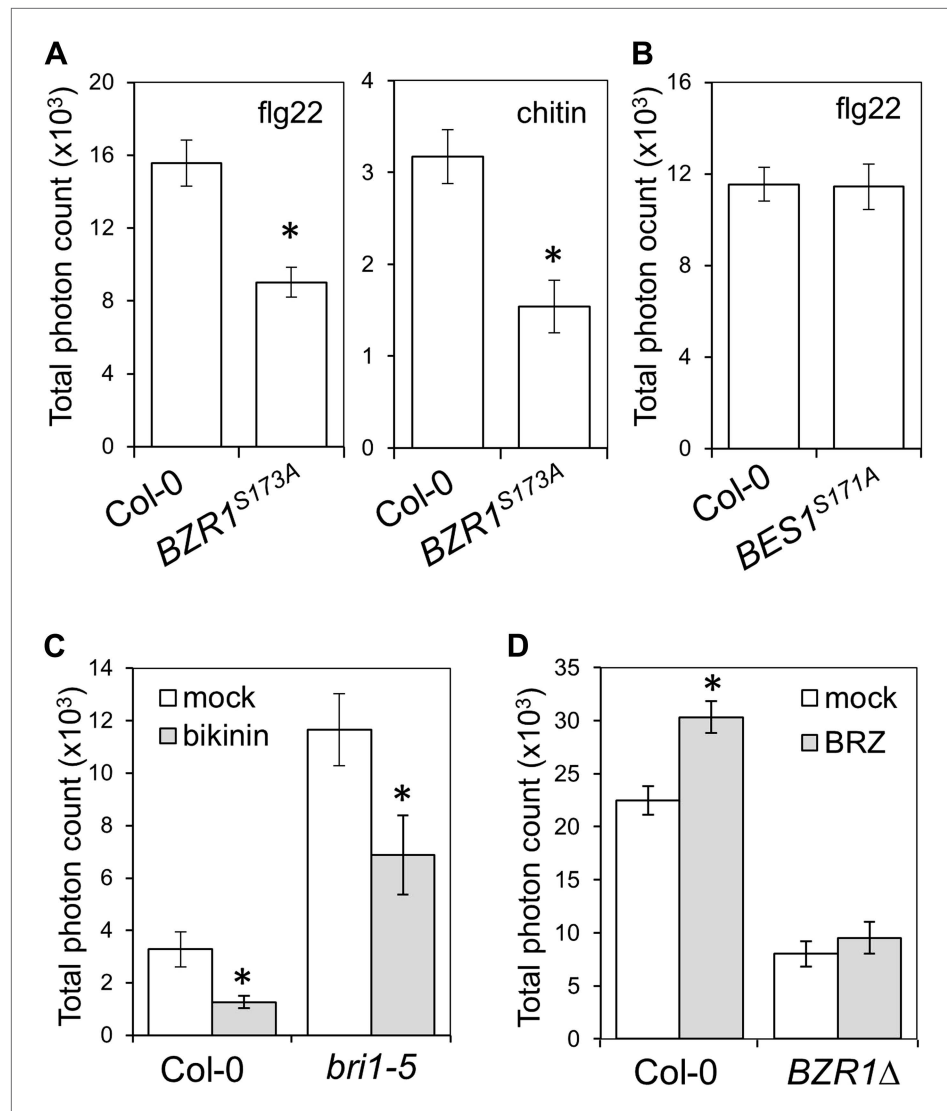 A
B
Total photon count (x10³)
20
16
12
8
4
0
flg22
*
Col-0
BZR1S173A
4
3
2
1
0
chitin
*
Col-0
BZR1S173A
Total photon ocunt (x10³)
16
12
8
4
0
flg22
Col-0
BES1S171A
C
D
Total photon count (x10³)
14
12
10
8
6
4
2
0
mock
bikinin
*
*
Col-0
bri1-5
Total photon count (x10³)
35
30
25
20
15
10
5
0
mock
BRZ
*
Col-0
BZR1Δ